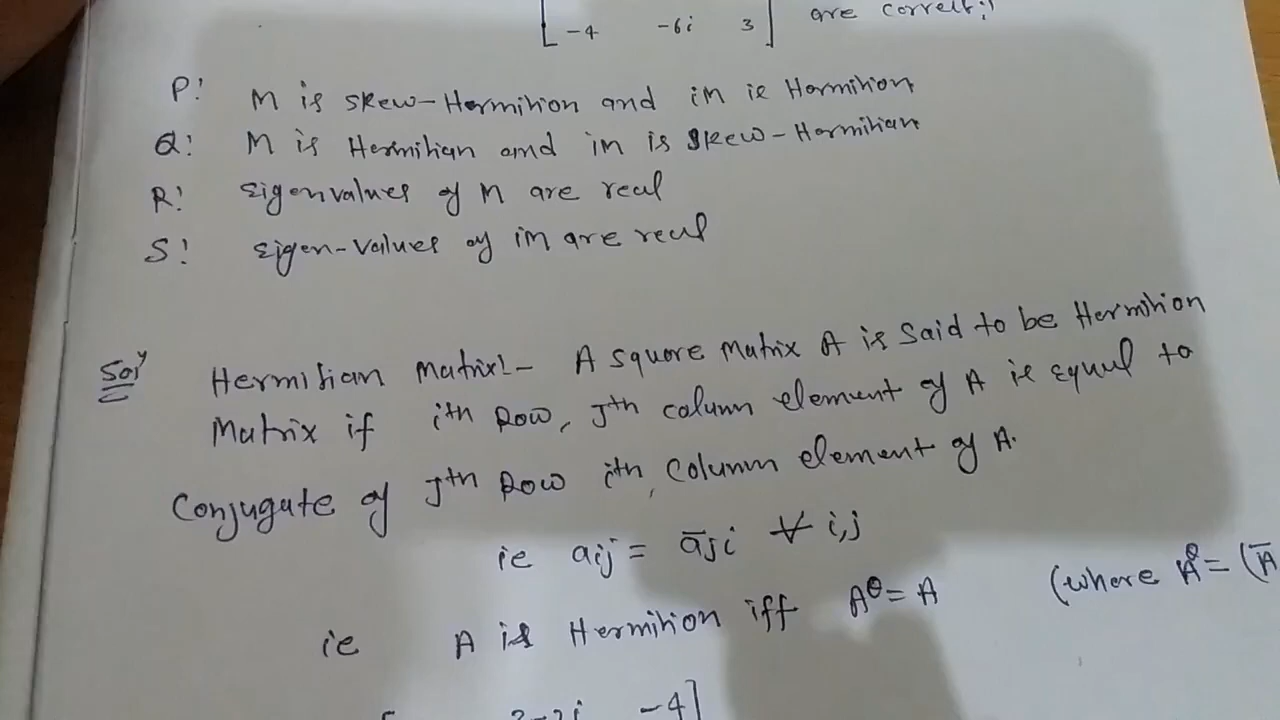 -4 -6i 3 are correct?
P: M is skew-Hermition and iM is Hermition
Q: M is Hermitian and iM is skew-Hermitian
R: Eigenvalues of M are real
S: Eigen-values of iM are real
Sol Hermitian Matrix:- A square Matrix A is said to be Hermition
Matrix if ith Row, Jth column element of A is equal to
Conjugate of Jth Row ith, column element of A.
ie aij = āji ∀ i,j
ie A is Hermition iff A^θ = A (where A^θ = (Ā
-4]